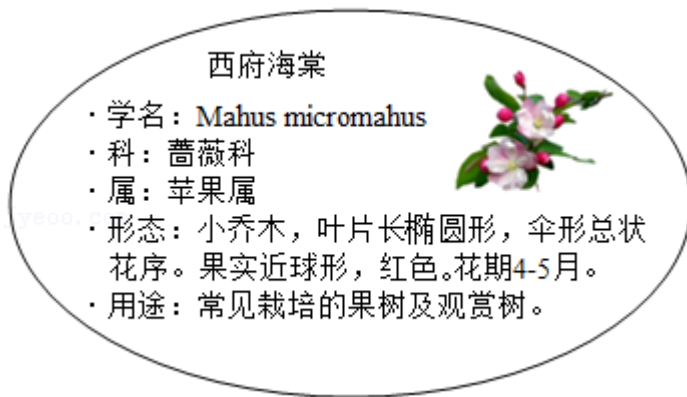 西府海棠
·学名：Mahus micromahus
·科：蔷薇科
·属：苹果属
·形态：小乔木，叶片长椭圆形，伞形总状
花序。果实近球形，红色。花期4-5月。
·用途：常见栽培的果树及观赏树。